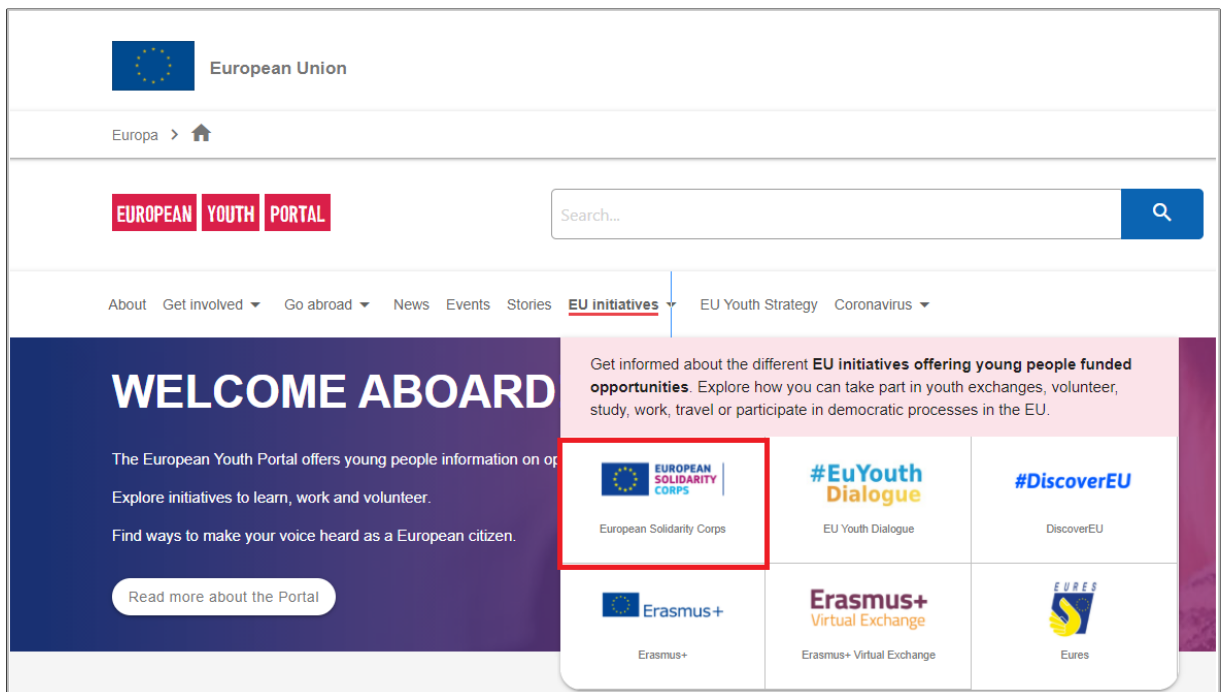 European Union
Europa
EUROPEAN YOUTH PORTAL
Search...
About Get involved Go abroad News Events Stories EU initiatives EU Youth Strategy Coronavirus
WELCOME ABOARD
The European Youth Portal offers young people information on op
Explore initiatives to learn, work and volunteer.
Find ways to make your voice heard as a European citizen.
Read more about the Portal
Get informed about the different EU initiatives offering young people funded
opportunities. Explore how you can take part in youth exchanges, volunteer,
study, work, travel or participate in democratic processes in the EU.
EUROPEAN
SOLIDARITY
CORPS
European Solidarity Corps
#EuYouth
Dialogue
EU Youth Dialogue
#DiscoverEU
DiscoverEU
Erasmus+
Erasmus+
Erasmus+
Virtual Exchange
Erasmus+ Virtual Exchange
EURES
Eures